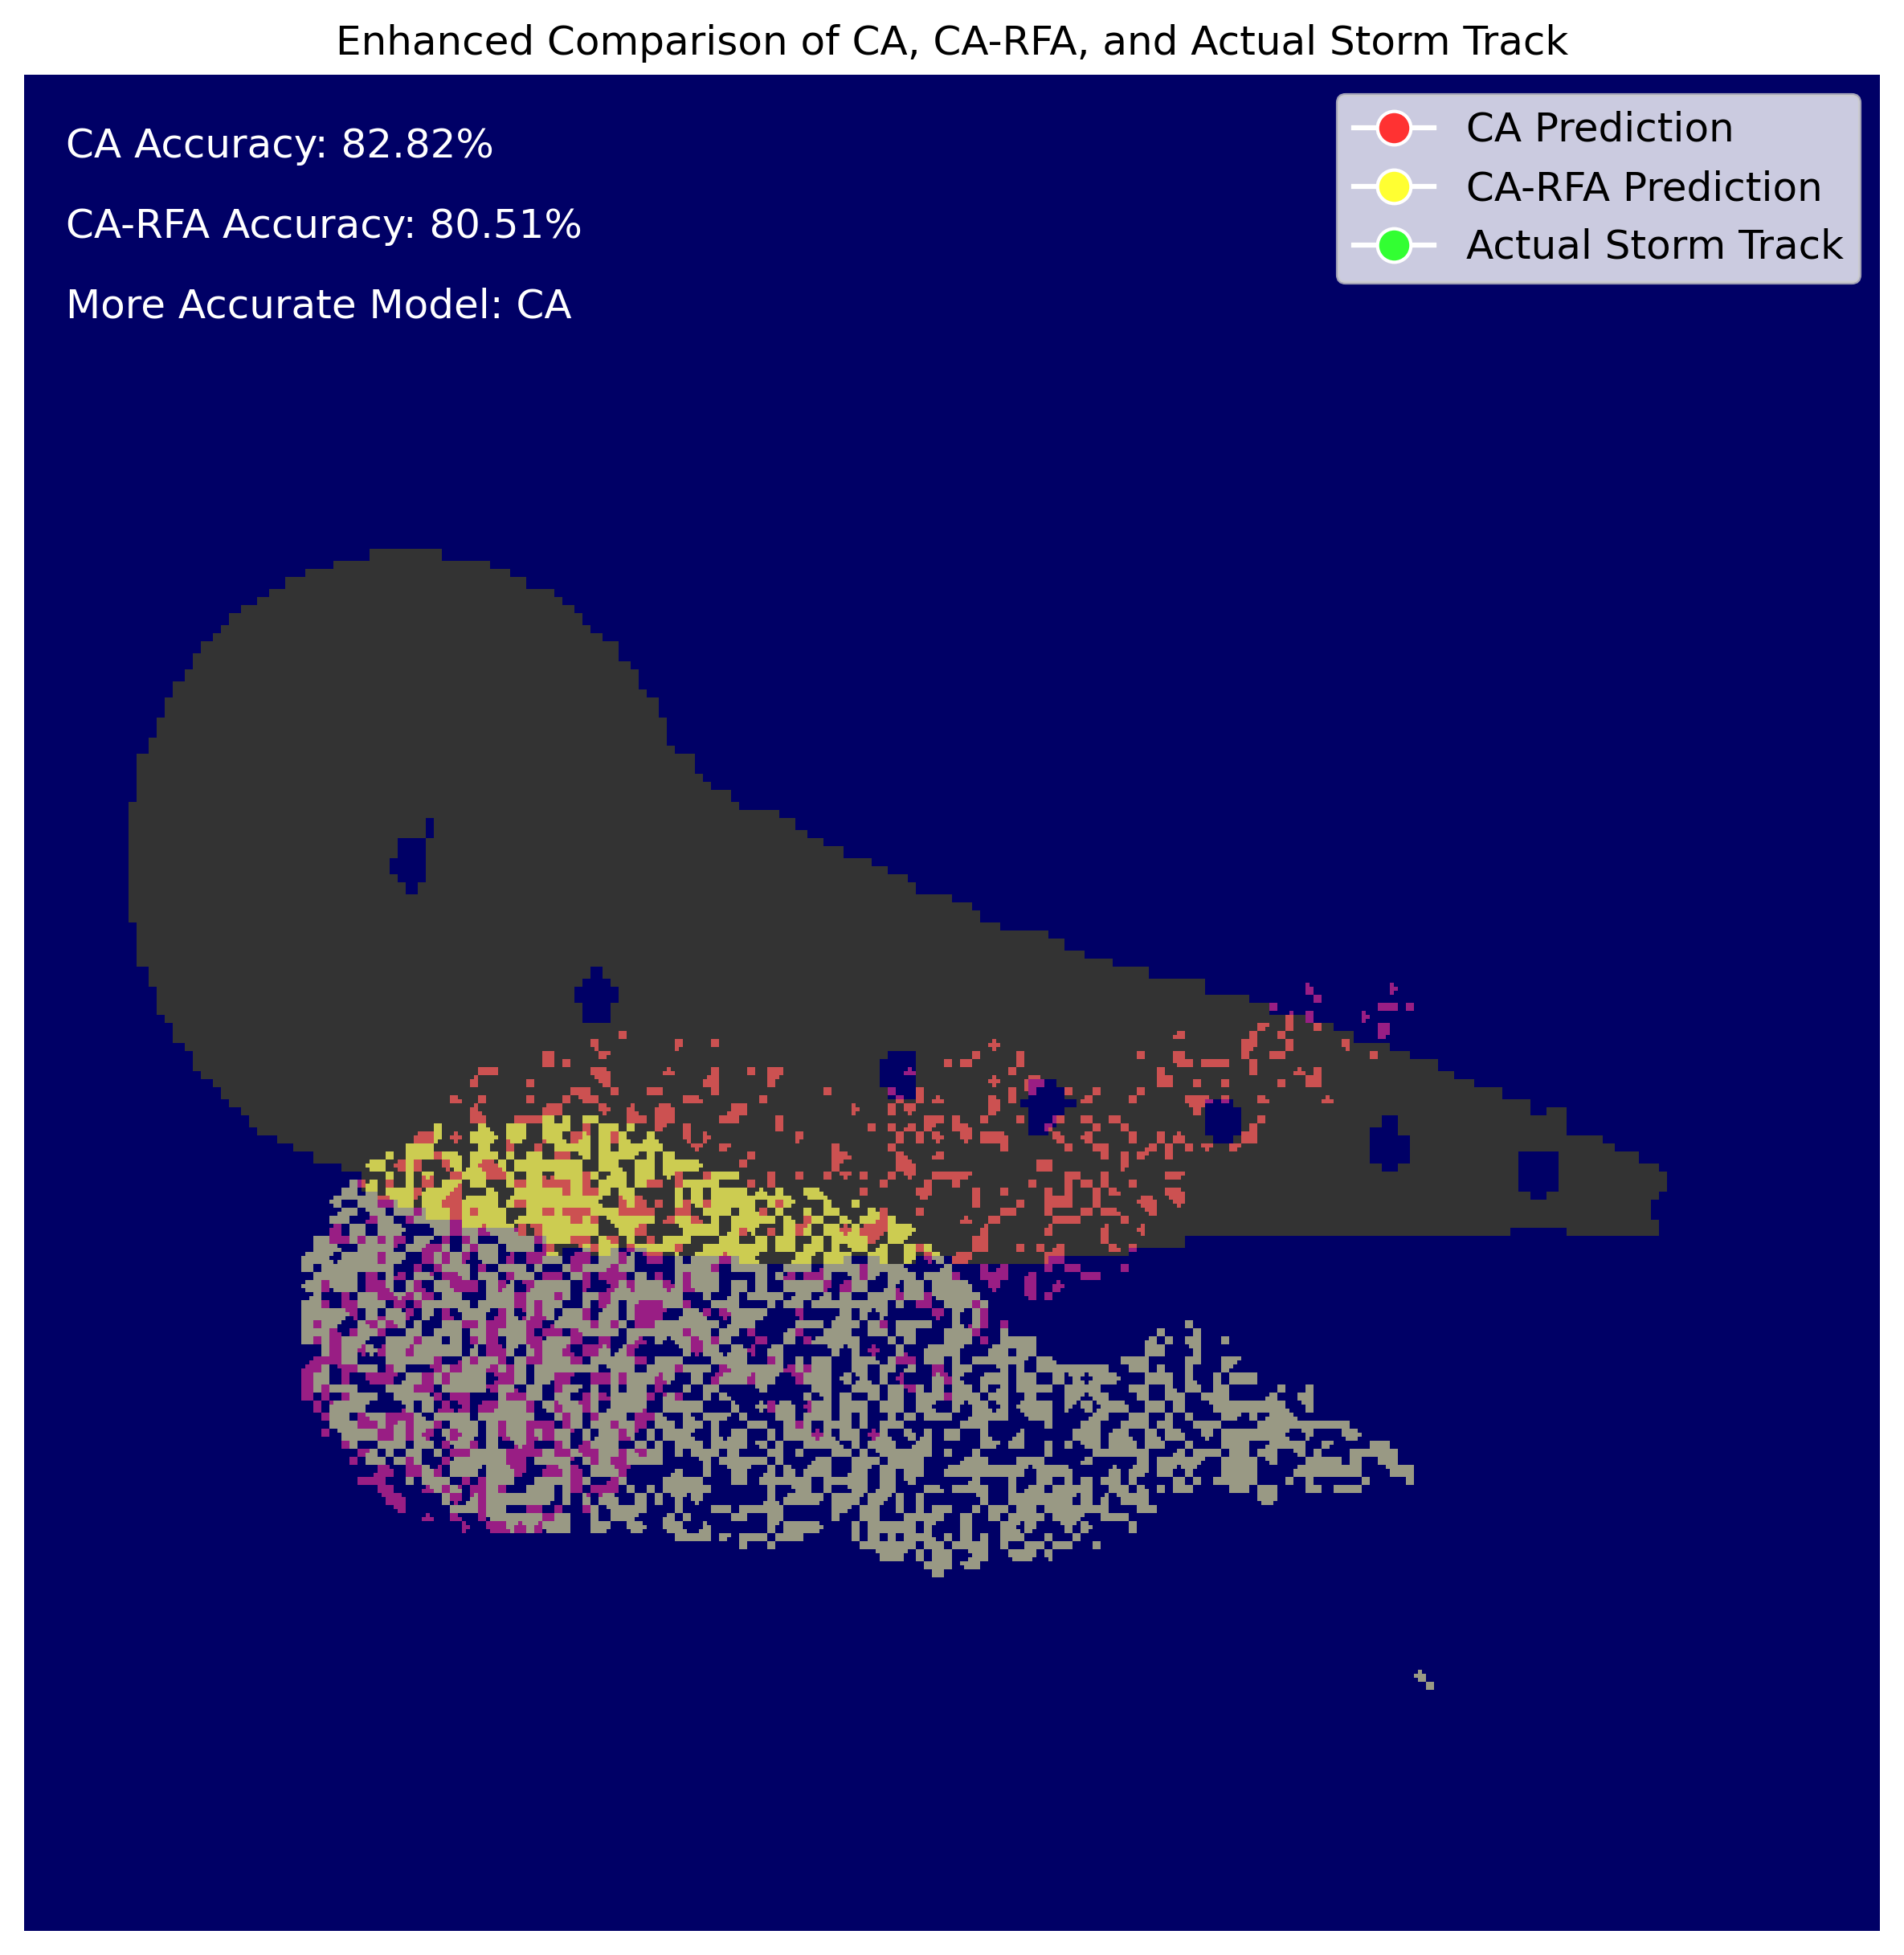 Enhanced Comparison of CA, CA-RFA, and Actual Storm Track
CA Accuracy: 82.82%
CA-RFA Accuracy: 80.51%
More Accurate Model: CA
CA Prediction
CA-RFA Prediction
Actual Storm Track